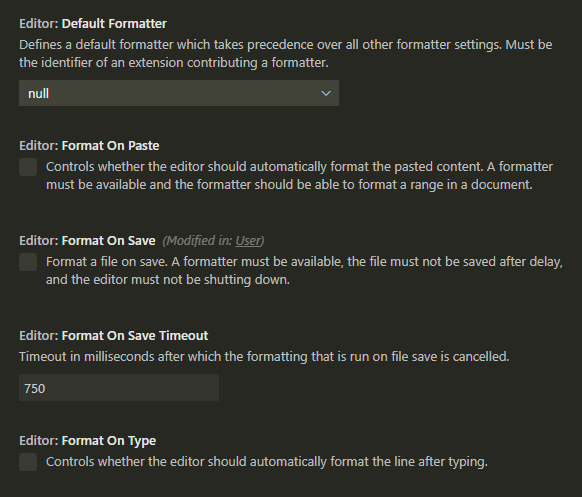 Editor: Default Formatter
Defines a default formatter which takes precedence over all other formatter settings. Must be
the identifier of an extension contributing a formatter.
null
Editor: Format On Paste
Controls whether the editor should automatically format the pasted content. A formatter
must be available and the formatter should be able to format a range in a document.
Editor: Format On Save (Modified in: User)
Format a file on save. A formatter must be available, the file must not be saved after delay,
and the editor must not be shutting down.
Editor: Format On Save Timeout
Timeout in milliseconds after which the formatting that is run on file save is cancelled.
750
Editor: Format On Type
Controls whether the editor should automatically format the line after typing.